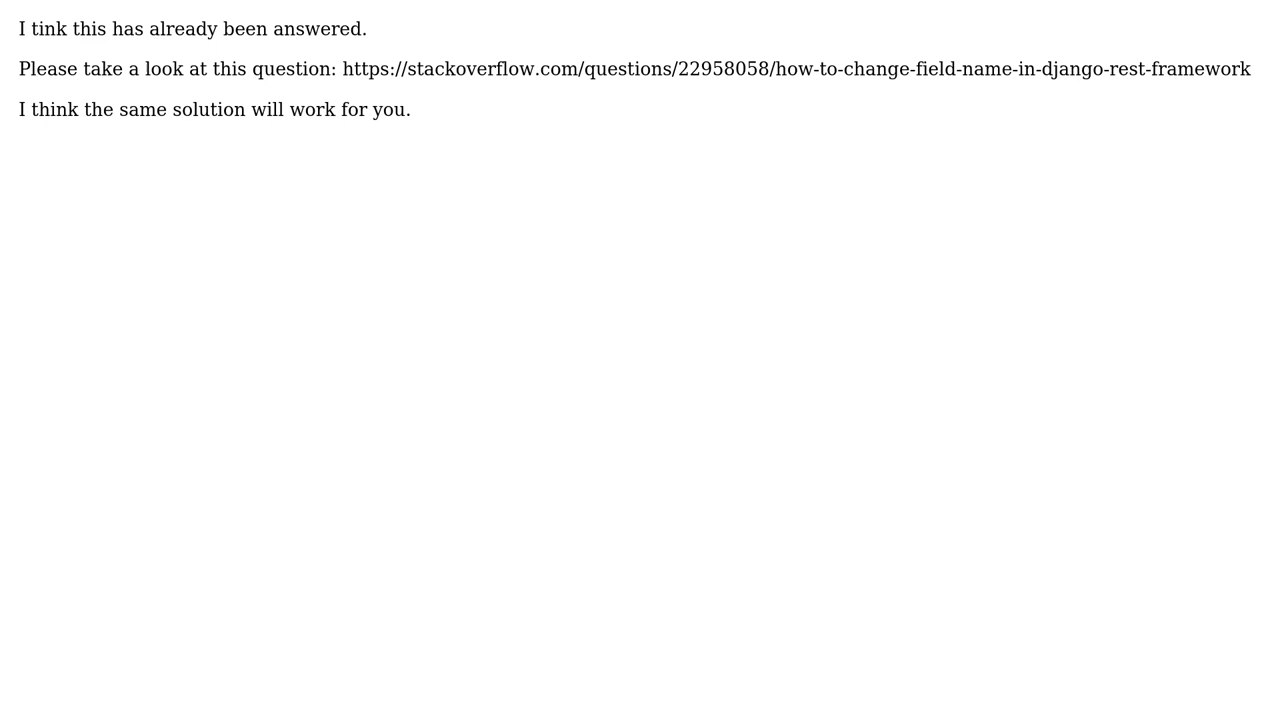 I tink this has already been answered.
Please take a look at this question: https://stackoverflow.com/questions/22958058/how-to-change-field-name-in-django-rest-framework
I think the same solution will work for you.